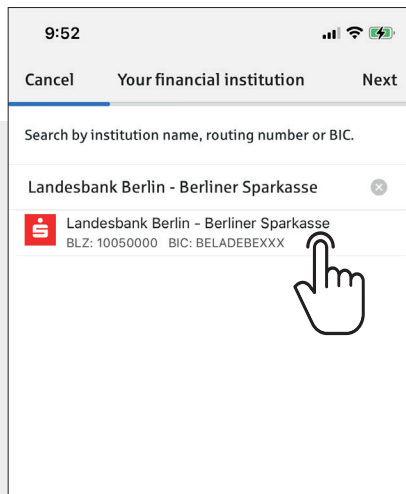 9:52
Cancel Your financial institution Next
Search by institution name, routing number or BIC.
Landesbank Berlin - Berliner Sparkasse
Landesbank Berlin - Berliner Sparkasse
BLZ: 10050000 BIC: BELADEBEXXX